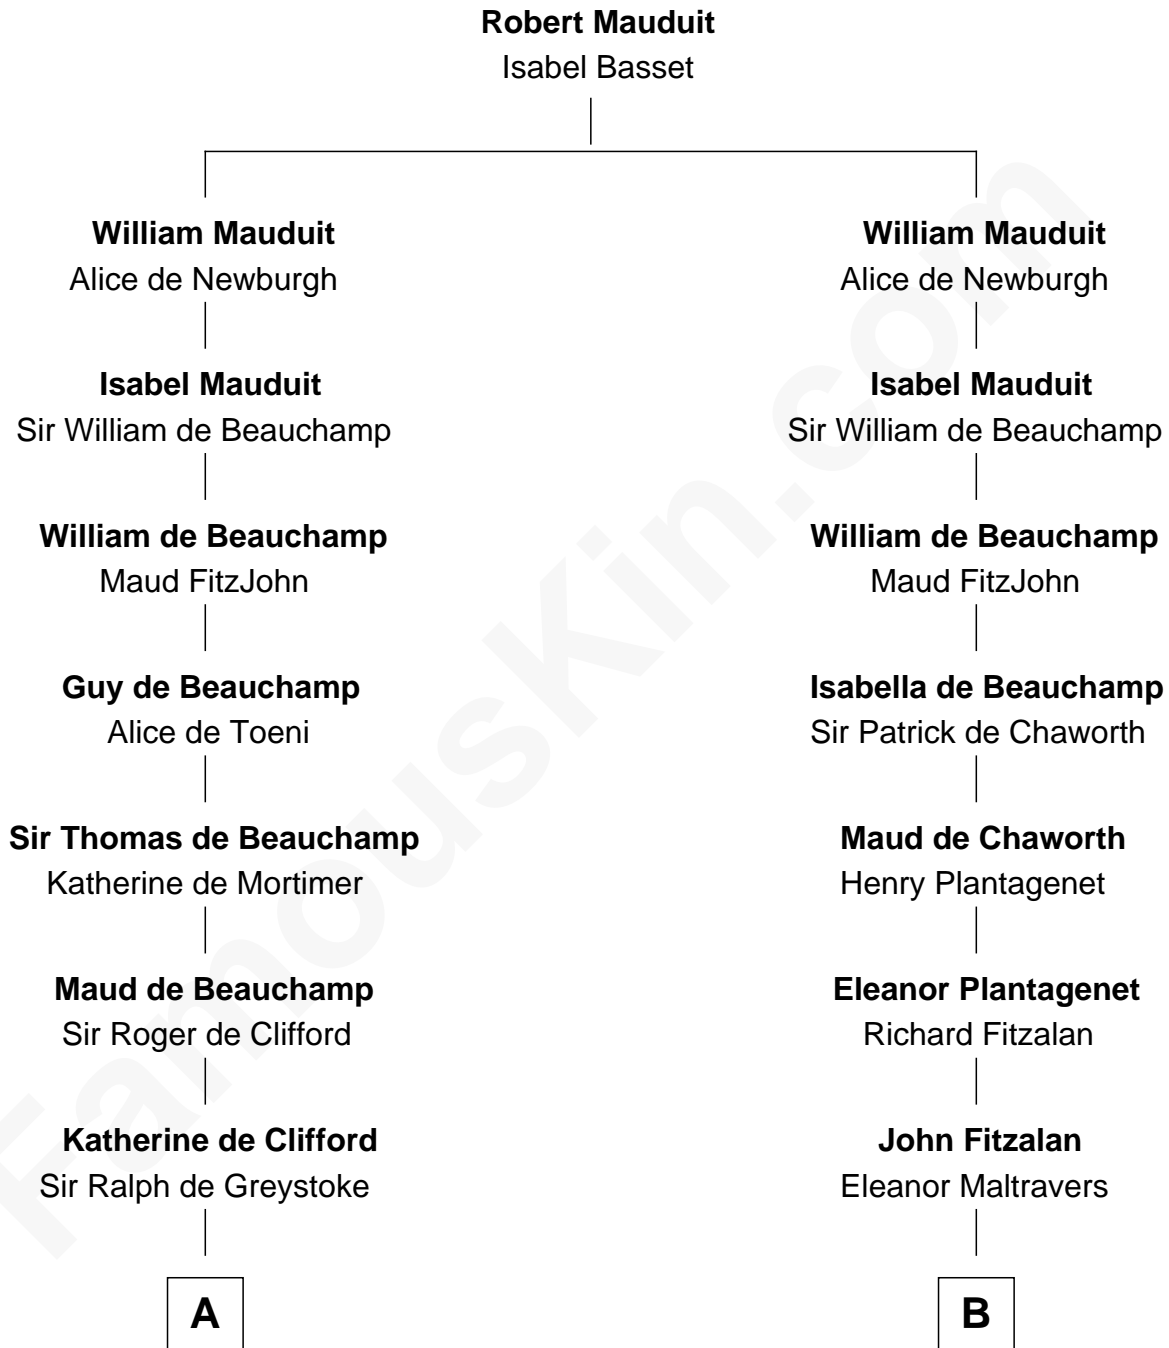 Robert Mauduit
Isabel Basset
William Mauduit
Alice de Newburgh
William Mauduit
Alice de Newburgh
Isabel Mauduit
Sir William de Beauchamp
Isabel Mauduit
Sir William de Beauchamp
William de Beauchamp
Maud FitzJohn
William de Beauchamp
Maud FitzJohn
Guy de Beauchamp
Alice de Toeni
Isabella de Beauchamp
Sir Patrick de Chaworth
Sir Thomas de Beauchamp
Katherine de Mortimer
Maud de Chaworth
Henry Plantagenet
Maud de Beauchamp
Sir Roger de Clifford
Eleanor Plantagenet
Richard Fitzalan
Katherine de Clifford
Sir Ralph de Greystoke
John Fitzalan
Eleanor Maltravers
A
B
FamousKin.com